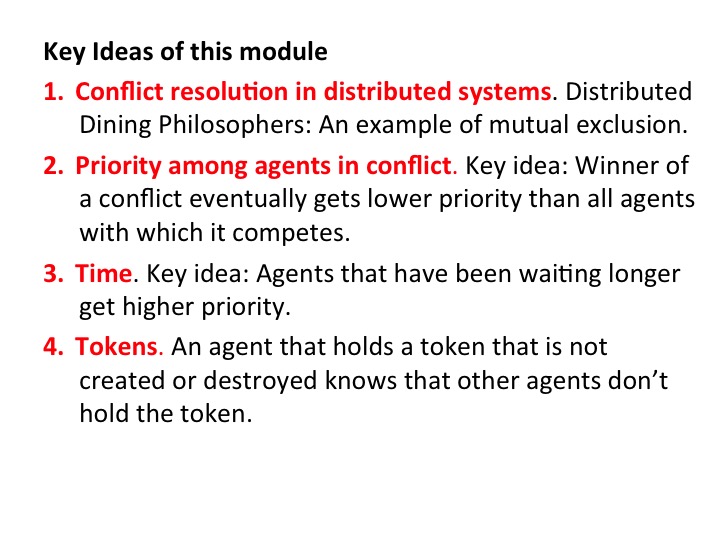 Key Ideas of this module
1. Conflict resolution in distributed systems. Distributed
Dining Philosophers: An example of mutual exclusion.
2. Priority among agents in conflict. Key idea: Winner of
a conflict eventually gets lower priority than all agents
with which it competes.
3. Time. Key idea: Agents that have been waiting longer
get higher priority.
4. Tokens. An agent that holds a token that is not
created or destroyed knows that other agents don’t
hold the token.